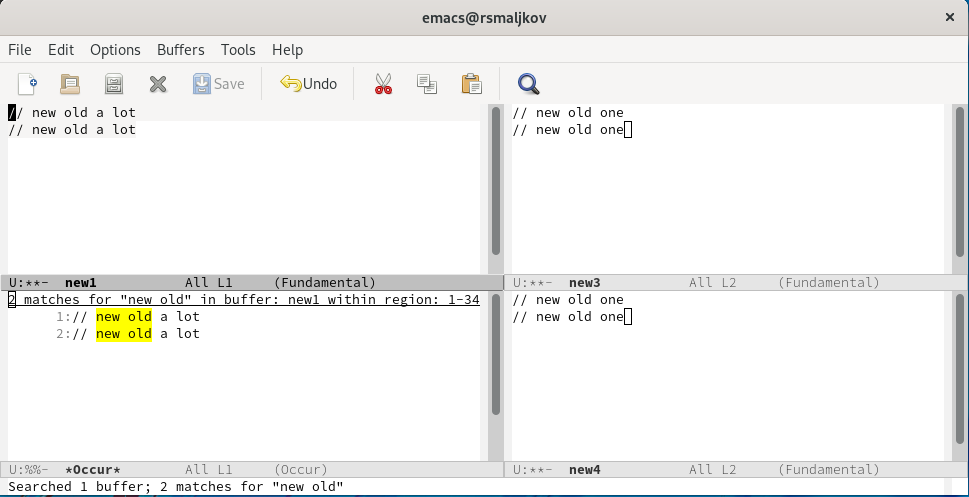 emacs@rsmaljkov
File Edit Options Buffers Tools Help
Save Undo
// new old a lot
// new old a lot
U:**- new1 All L1 (Fundamental)
2 matches for "new old" in buffer: new1 within region: 1-34
1:// new old a lot
2:// new old a lot
U:%%- *Occur* All L1 (Occur)
// new old one
// new old one
U:**- new3 All L2 (Fundamental)
// new old one
// new old one
U:**- new4 All L2 (Fundamental)
Searched 1 buffer; 2 matches for "new old"